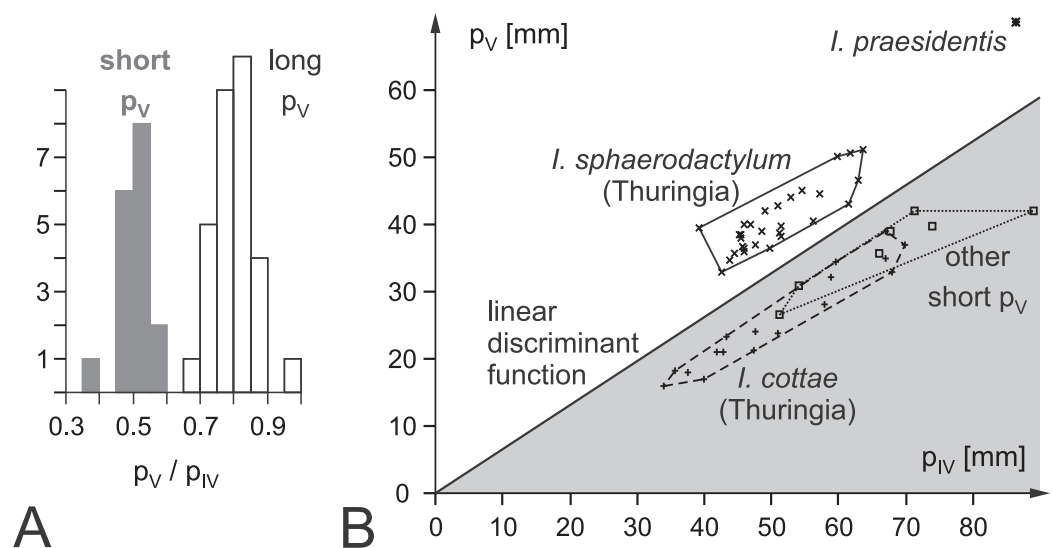 short
p_V
long
p_V
7
5
3
1
0.3 0.5 0.7 0.9
p_V / p_IV
A
p_V [mm]
I. praesidentis
60
50
40
30
20
10
0
I. sphaerodactylum
(Thuringia)
other
short p_V
linear
discriminant
function
I. cottae
(Thuringia)
p_IV [mm]
0 10 20 30 40 50 60 70 80
B